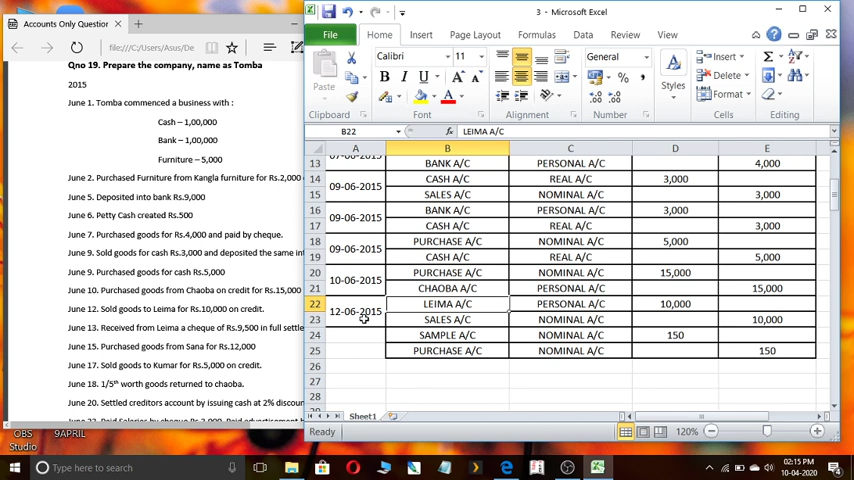 Accounts Only Question
file:///C:/Users/Asus/De
Qno 19. Prepare the company, name as Tomba
2015
June 1. Tomba commenced a business with :
Cash – 1,00,000
Bank – 1,00,000
Furniture – 5,000
June 2. Purchased Furniture from Kangla furniture for Rs.2,000
June 5. Deposited into bank Rs.9,000
June 6. Petty Cash created Rs.500
June 7. Purchased goods for Rs.4,000 and paid by cheque.
June 9. Sold goods for cash Rs.3,000 and deposited the same in
June 9. Purchased goods for cash Rs.5,000
June 10. Purchased goods from Chaoba on credit for Rs.15,000
June 12. Sold goods to Leima for Rs.10,000 on credit.
June 13. Received from Leima a cheque of Rs.9,500 in full settle
June 15. Purchased goods from Sana for Rs.12,000
June 17. Sold goods to Kumar for Rs.5,000 on credit.
June 18. 1/5th worth goods returned to chaoba.
June 20. Settled creditors account by issuing cash at 2% discoun
3 - Microsoft Excel
File Home Insert Page Layout Formulas Data Review View
Calibri 11 General
Paste
B I U A A
Styles
Insert
Delete
Format
Clipboard Font Alignment Number Cells Editing
B22 fx LEIMA A/C
A B C D E
13 07-06-2015 BANK A/C PERSONAL A/C 4,000
14 CASH A/C REAL A/C 3,000
09-06-2015
15 SALES A/C NOMINAL A/C 3,000
16 BANK A/C PERSONAL A/C 3,000
09-06-2015
17 CASH A/C REAL A/C 3,000
18 PURCHASE A/C NOMINAL A/C 5,000
09-06-2015
19 CASH A/C REAL A/C 5,000
20 PURCHASE A/C NOMINAL A/C 15,000
10-06-2015
21 CHAOBA A/C PERSONAL A/C 15,000
22 LEIMA A/C PERSONAL A/C 10,000
12-06-2015
23 SALES A/C NOMINAL A/C 10,000
24 SAMPLE A/C NOMINAL A/C 150
25 PURCHASE A/C NOMINAL A/C 150
26
27
28
Sheet1
Ready 120%
OBS Studio
9APRIL
Type here to search
02:15 PM
10-04-2020